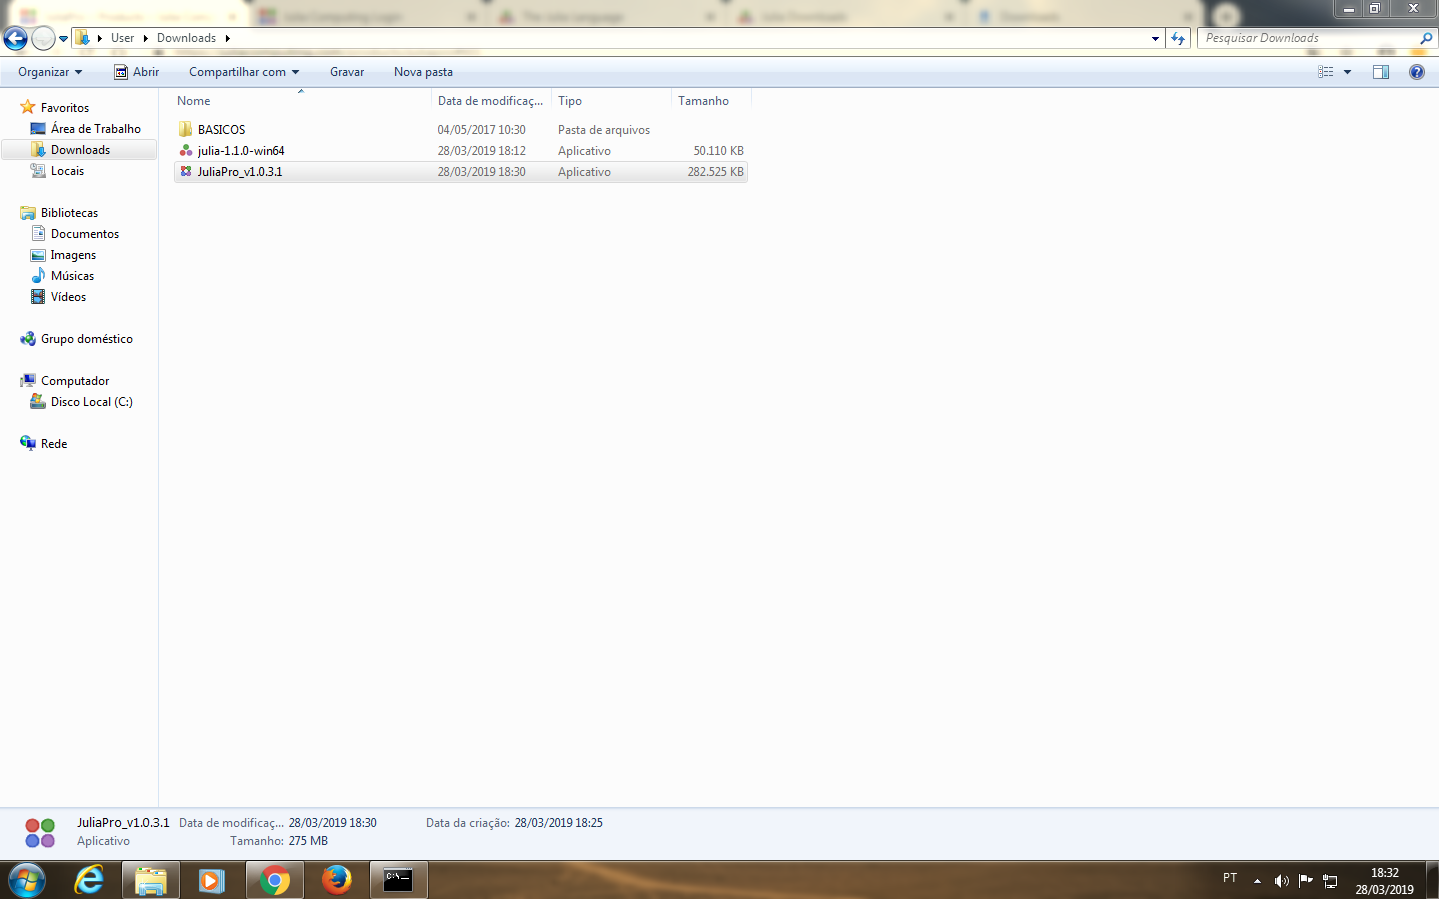 User Downloads
Pesquisar Downloads
Organizar Abrir Compartilhar com Gravar Nova pasta
Nome Data de modificaç... Tipo Tamanho
Favoritos
Área de Trabalho
Downloads
Locais
Bibliotecas
Documentos
Imagens
Músicas
Vídeos
Grupo doméstico
Computador
Disco Local (C:)
Rede
BASICOS 04/05/2017 10:30 Pasta de arquivos
julia-1.1.0-win64 28/03/2019 18:12 Aplicativo 50.110 KB
JuliaPro_v1.0.3.1 28/03/2019 18:30 Aplicativo 282.525 KB
JuliaPro_v1.0.3.1 Data de modificaç... 28/03/2019 18:30 Data da criação: 28/03/2019 18:25
Aplicativo Tamanho: 275 MB
PT
18:32
28/03/2019